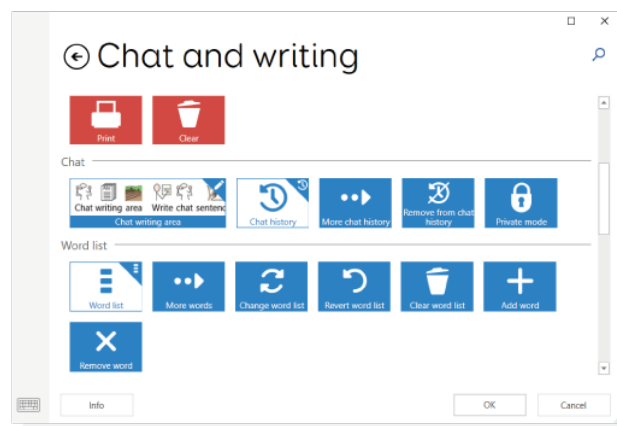 Chat and writing
Print
Clear
Chat
Chat writing area
Write chat sentenc
Chat writing area
Chat history
More chat history
Remove from chat
history
Private mode
Word list
Word list
More words
Change word list
Revert word list
Clear word list
Add word
Remove word
Info
OK
Cancel